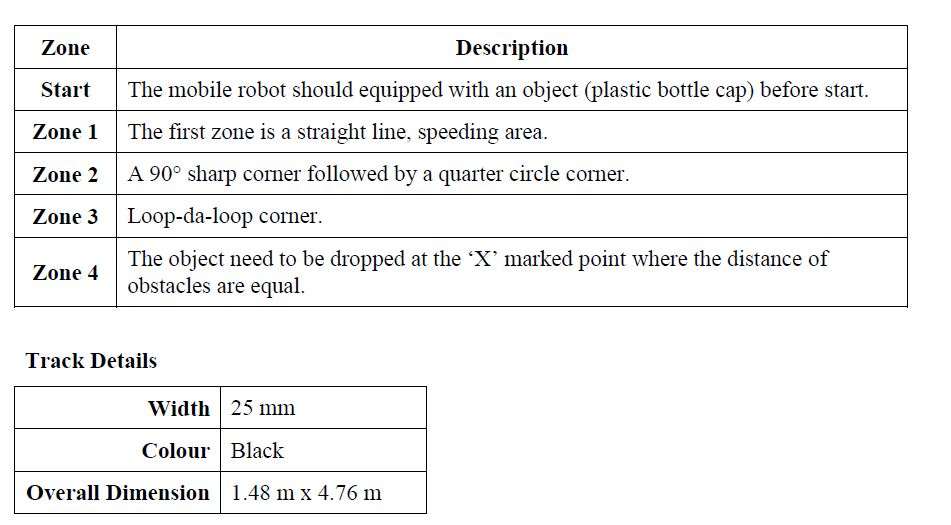 Zone Description
Start The mobile robot should equipped with an object (plastic bottle cap) before start.
Zone 1 The first zone is a straight line, speeding area.
Zone 2 A 90° sharp corner followed by a quarter circle corner.
Zone 3 Loop-da-loop corner.
Zone 4 The object need to be dropped at the ‘X’ marked point where the distance of
obstacles are equal.
Track Details
Width 25 mm
Colour Black
Overall Dimension 1.48 m x 4.76 m